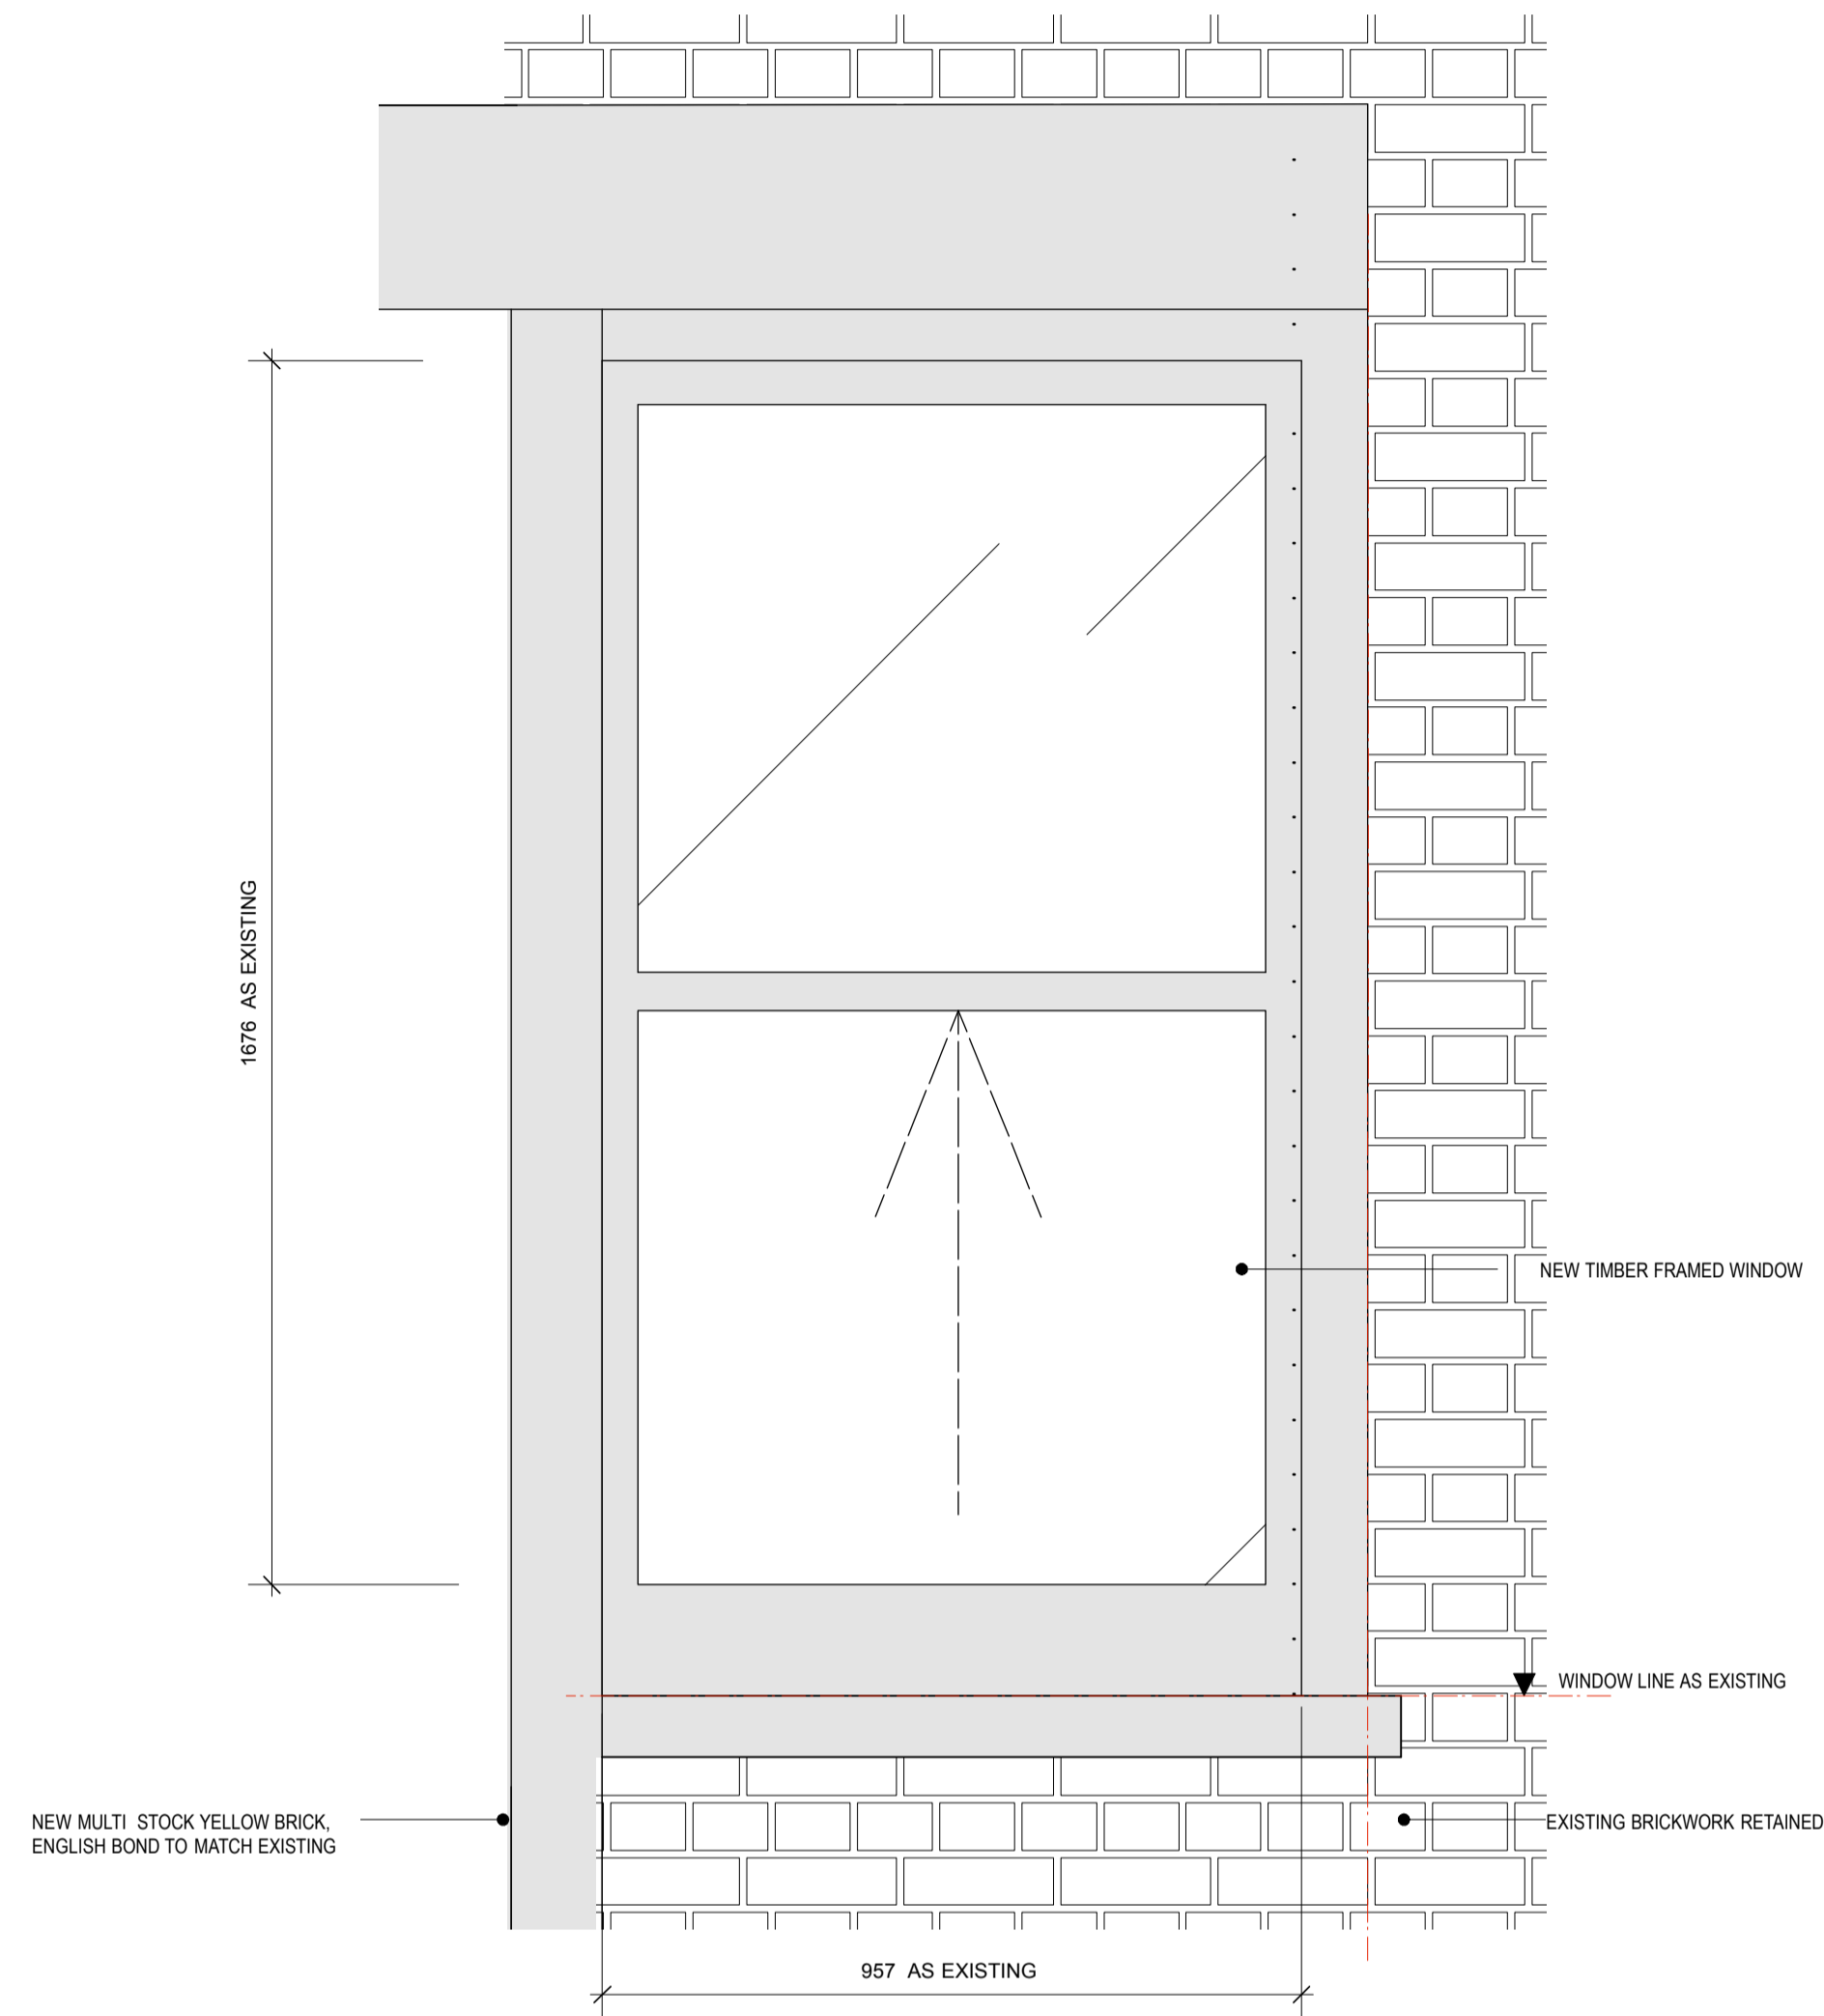 1676 AS EXISTING
NEW TIMBER FRAMED WINDOW
WINDOW LINE AS EXISTING
NEW MULTI STOCK YELLOW BRICK,
ENGLISH BOND TO MATCH EXISTING
EXISTING BRICKWORK RETAINED
957 AS EXISTING